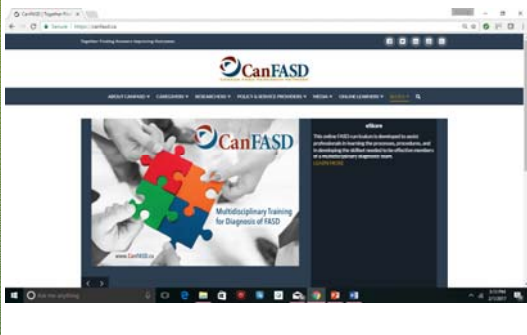 CanFASD | Together Fin
Secure | https://canfasd.ca
Together Finding Answers Improving Outcomes
CanFASD
ABOUT CANFASD
CAREGIVERS
RESEARCHERS
POLICY & SERVICE PROVIDERS
MEDIA
ONLINE LEARNERS
CanFASD
Multidisciplinary Training
for Diagnosis of FASD
www.CanFASD.ca
eStore
This online FASD curriculum is developed to assist
professionals in learning the processes, procedures, and
in developing the skillset needed to be effective members
of a multidisciplinary diagnostic team.
LEARN MORE
Ask me anything